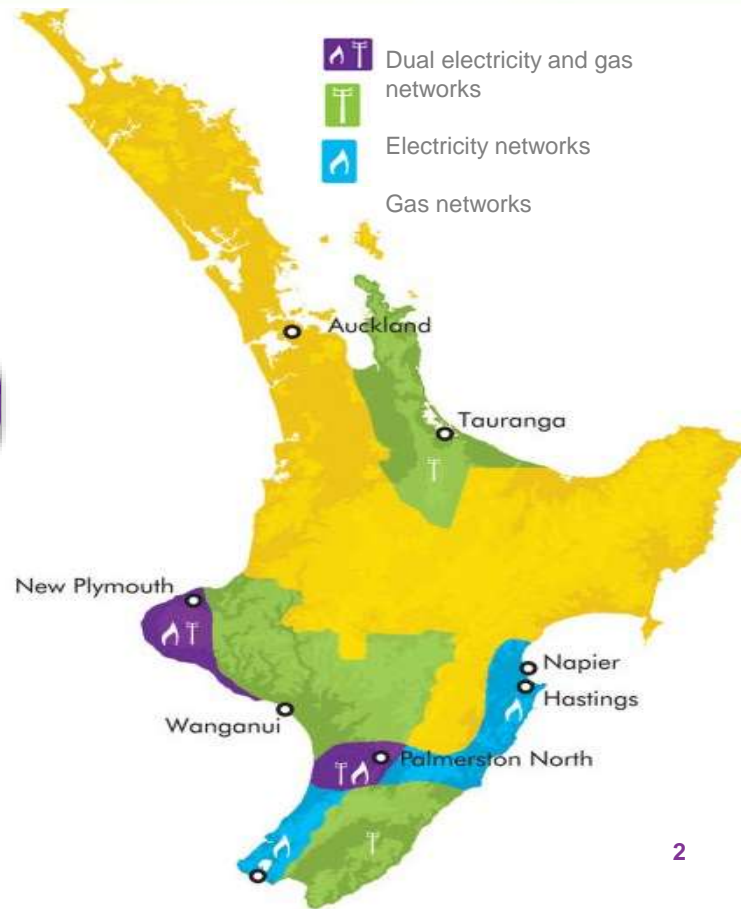 Dual electricity and gas
networks
Electricity networks
Gas networks
Auckland
Tauranga
New Plymouth
Napier
Hastings
Wanganui
Palmerston North
2